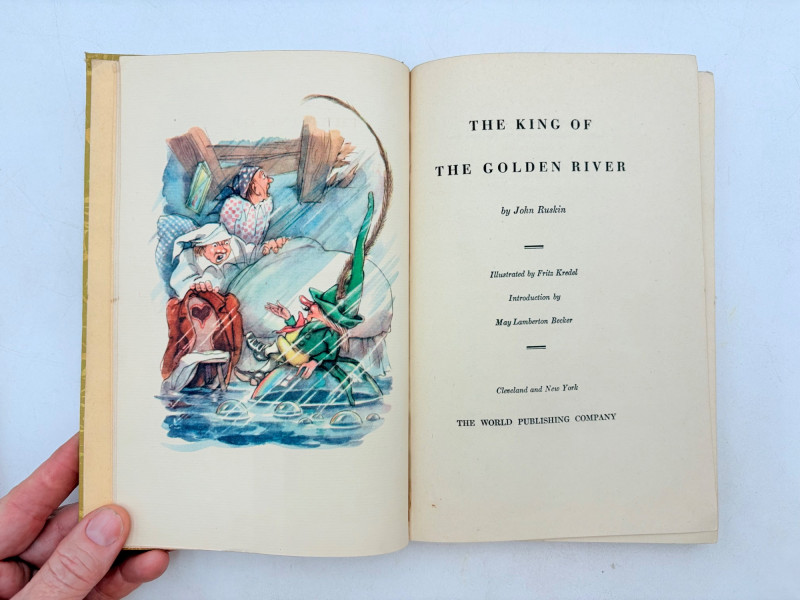 THE KING OF
THE GOLDEN RIVER
by John Ruskin
Illustrated by Fritz Kredel
Introduction by
May Lamberton Becker
Cleveland and New York
THE WORLD PUBLISHING COMPANY